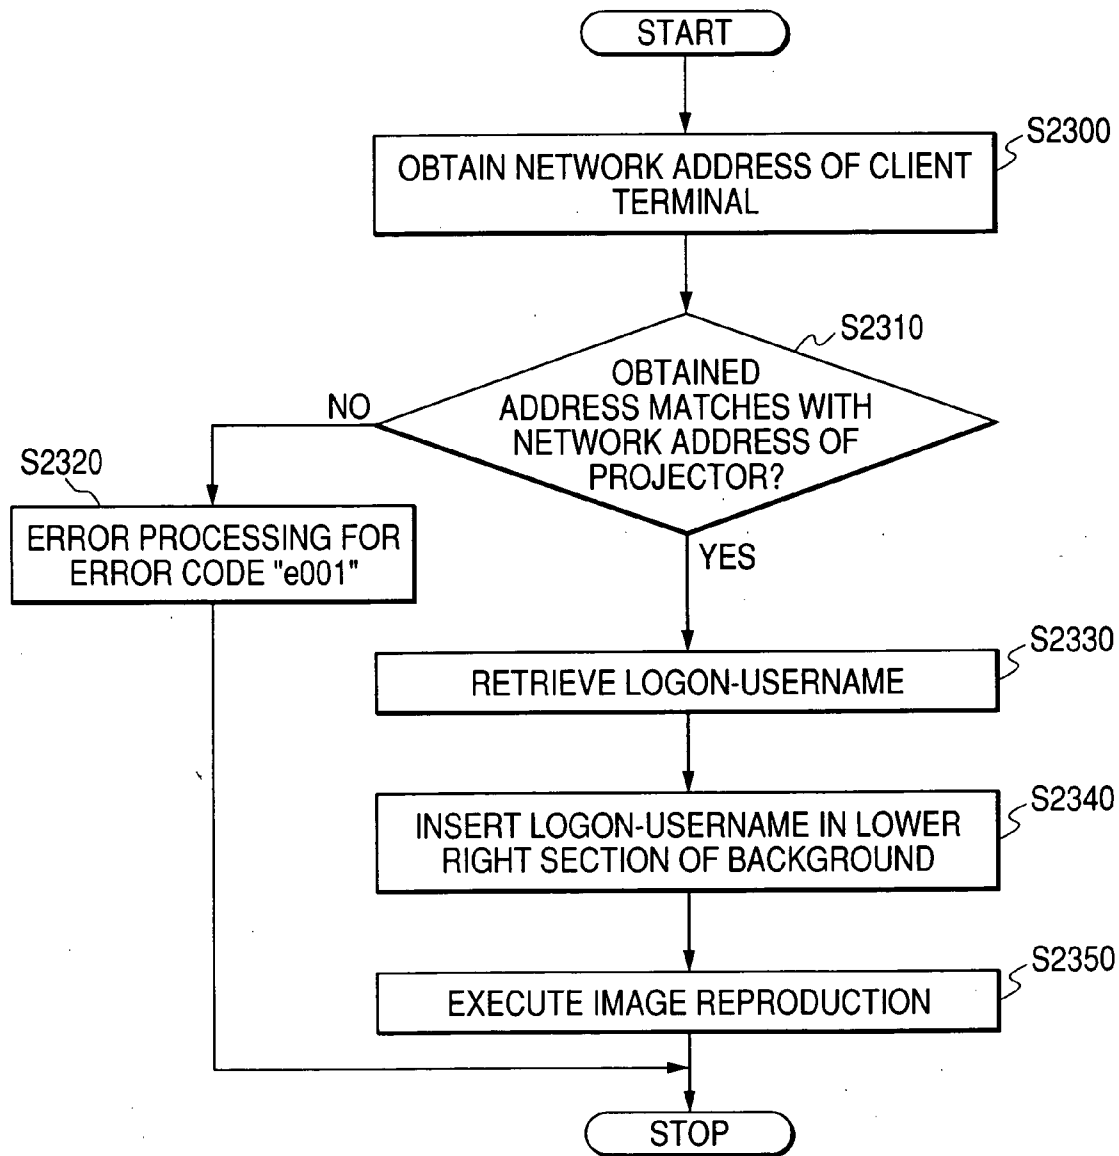 START
S2300
OBTAIN NETWORK ADDRESS OF CLIENT
TERMINAL
S2310
OBTAINED
ADDRESS MATCHES WITH
NETWORK ADDRESS OF
PROJECTOR?
NO
S2320
ERROR PROCESSING FOR
ERROR CODE "e001"
YES
S2330
RETRIEVE LOGON-USERNAME
S2340
INSERT LOGON-USERNAME IN LOWER
RIGHT SECTION OF BACKGROUND
S2350
EXECUTE IMAGE REPRODUCTION
STOP